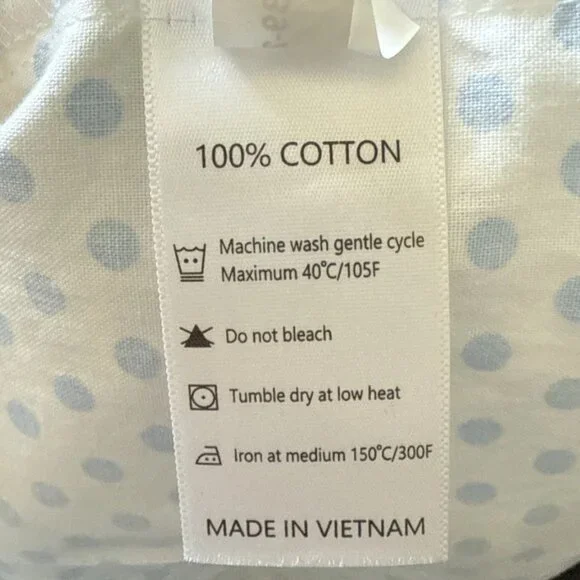 100% COTTON
Machine wash gentle cycle
Maximum 40°C/105F
Do not bleach
Tumble dry at low heat
Iron at medium 150°C/300F
MADE IN VIETNAM